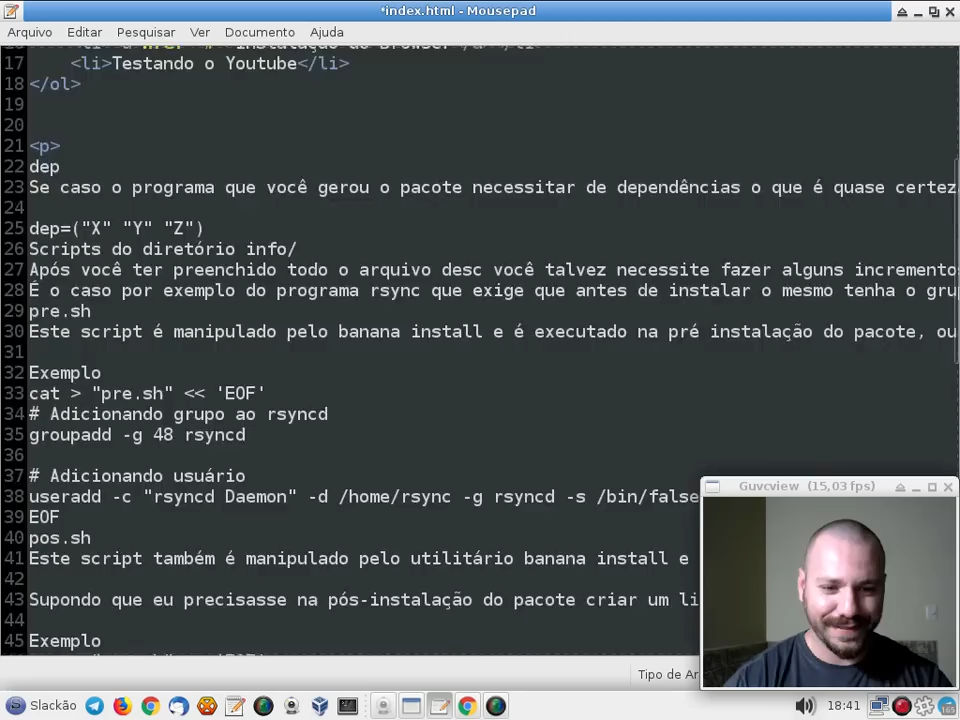 *index.html - Mousepad
Arquivo Editar Pesquisar Ver Documento Ajuda
17 <li>Testando o Youtube</li>
18 </ol>
19
20
21 <p>
22 dep
23 Se caso o programa que você gerou o pacote necessitar de dependências o que é quase certez
24
25 dep=("X" "Y" "Z")
26 Scripts do diretório info/
27 Após você ter preenchido todo o arquivo desc você talvez necessite fazer alguns incremento
28 É o caso por exemplo do programa rsync que exige que antes de instalar o mesmo tenha o gru
29 pre.sh
30 Este script é manipulado pelo banana install e é executado na pré instalação do pacote, ou
31
32 Exemplo
33 cat > "pre.sh" << 'EOF'
34 # Adicionando grupo ao rsyncd
35 groupadd -g 48 rsyncd
36
37 # Adicionando usuário
38 useradd -c "rsyncd Daemon" -d /home/rsync -g rsyncd -s /bin/false
39 EOF
40 pos.sh
41 Este script também é manipulado pelo utilitário banana install e
42
43 Supondo que eu precisasse na pós-instalação do pacote criar um li
44
45 Exemplo
Guvcview (15,03 fps)
Tipo de Ar
Slackão
18:41
165